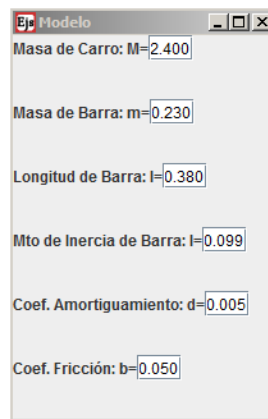 Ejs Modelo
Masa de Carro: M=2.400
Masa de Barra: m=0.230
Longitud de Barra: l=0.380
Mto de Inercia de Barra: I=0.099
Coef. Amortiguamiento: d=0.005
Coef. Fricción: b=0.050